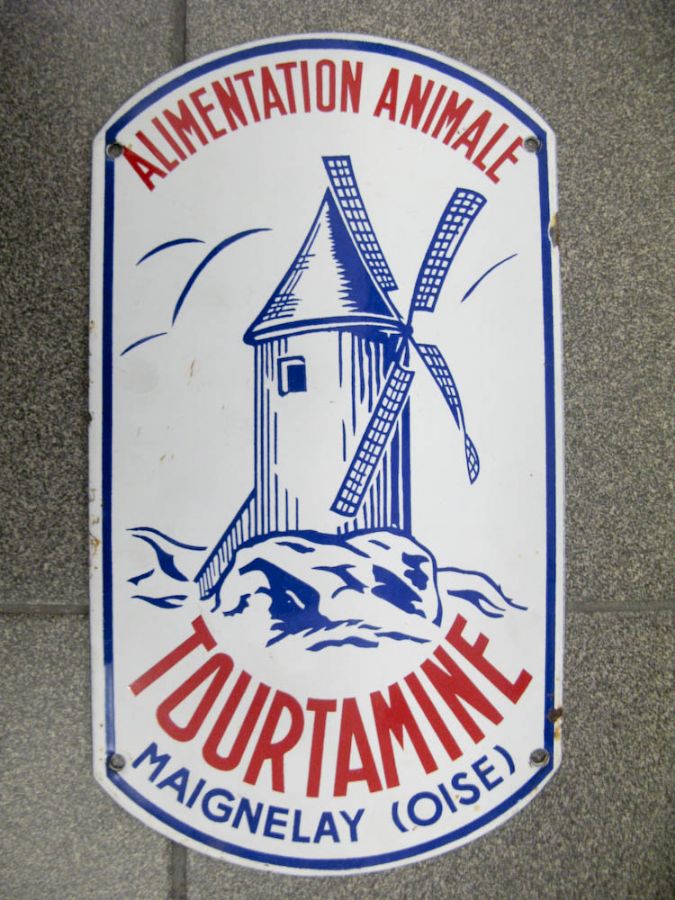 ALIMENTATION ANIMALE
TOURTAMINE
MAIGNELAY (OISE)